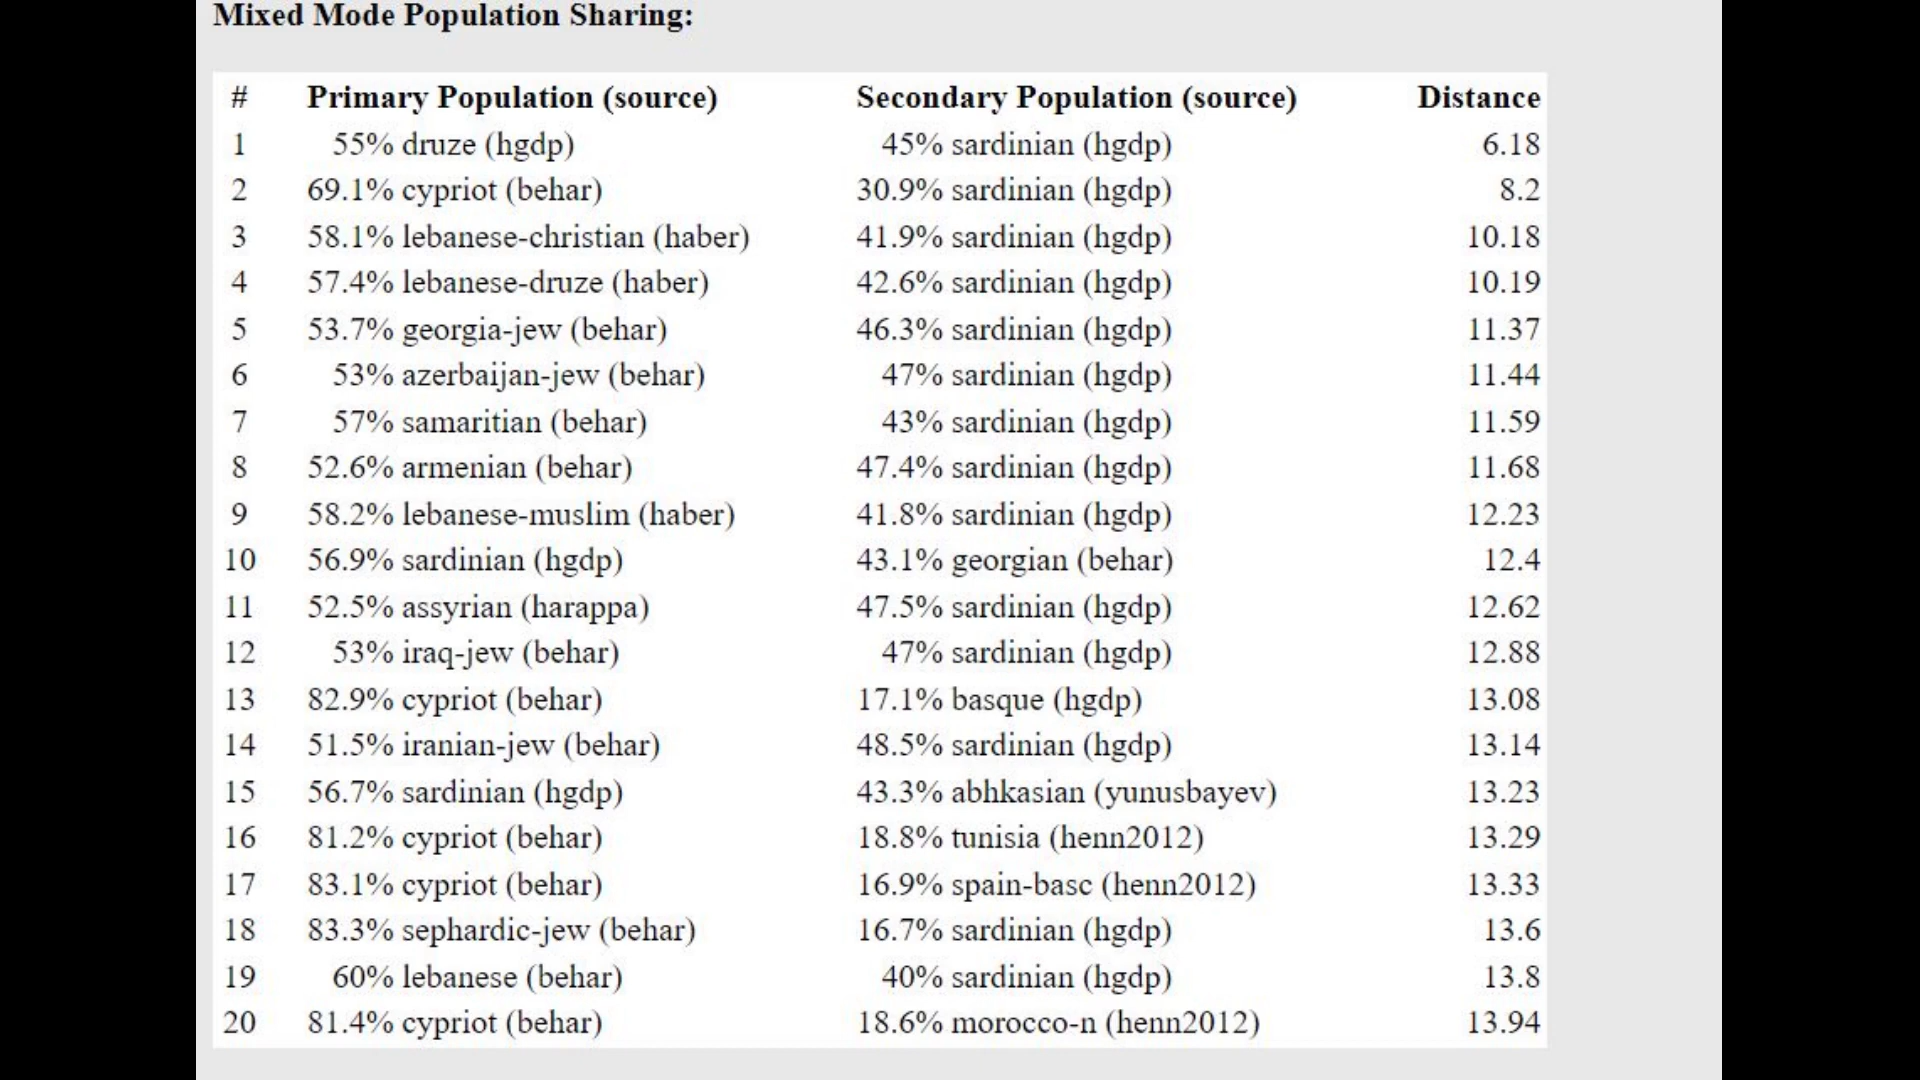 Mixed Mode Population Sharing:
# Primary Population (source) Secondary Population (source) Distance
1 55% druze (hgdp) 45% sardinian (hgdp) 6.18
2 69.1% cypriot (behar) 30.9% sardinian (hgdp) 8.2
3 58.1% lebanese-christian (haber) 41.9% sardinian (hgdp) 10.18
4 57.4% lebanese-druze (haber) 42.6% sardinian (hgdp) 10.19
5 53.7% georgia-jew (behar) 46.3% sardinian (hgdp) 11.37
6 53% azerbaijan-jew (behar) 47% sardinian (hgdp) 11.44
7 57% samaritian (behar) 43% sardinian (hgdp) 11.59
8 52.6% armenian (behar) 47.4% sardinian (hgdp) 11.68
9 58.2% lebanese-muslim (haber) 41.8% sardinian (hgdp) 12.23
10 56.9% sardinian (hgdp) 43.1% georgian (behar) 12.4
11 52.5% assyrian (harappa) 47.5% sardinian (hgdp) 12.62
12 53% iraq-jew (behar) 47% sardinian (hgdp) 12.88
13 82.9% cypriot (behar) 17.1% basque (hgdp) 13.08
14 51.5% iranian-jew (behar) 48.5% sardinian (hgdp) 13.14
15 56.7% sardinian (hgdp) 43.3% abhkasian (yunusbayev) 13.23
16 81.2% cypriot (behar) 18.8% tunisia (henn2012) 13.29
17 83.1% cypriot (behar) 16.9% spain-basc (henn2012) 13.33
18 83.3% sephardic-jew (behar) 16.7% sardinian (hgdp) 13.6
19 60% lebanese (behar) 40% sardinian (hgdp) 13.8
20 81.4% cypriot (behar) 18.6% morocco-n (henn2012) 13.94